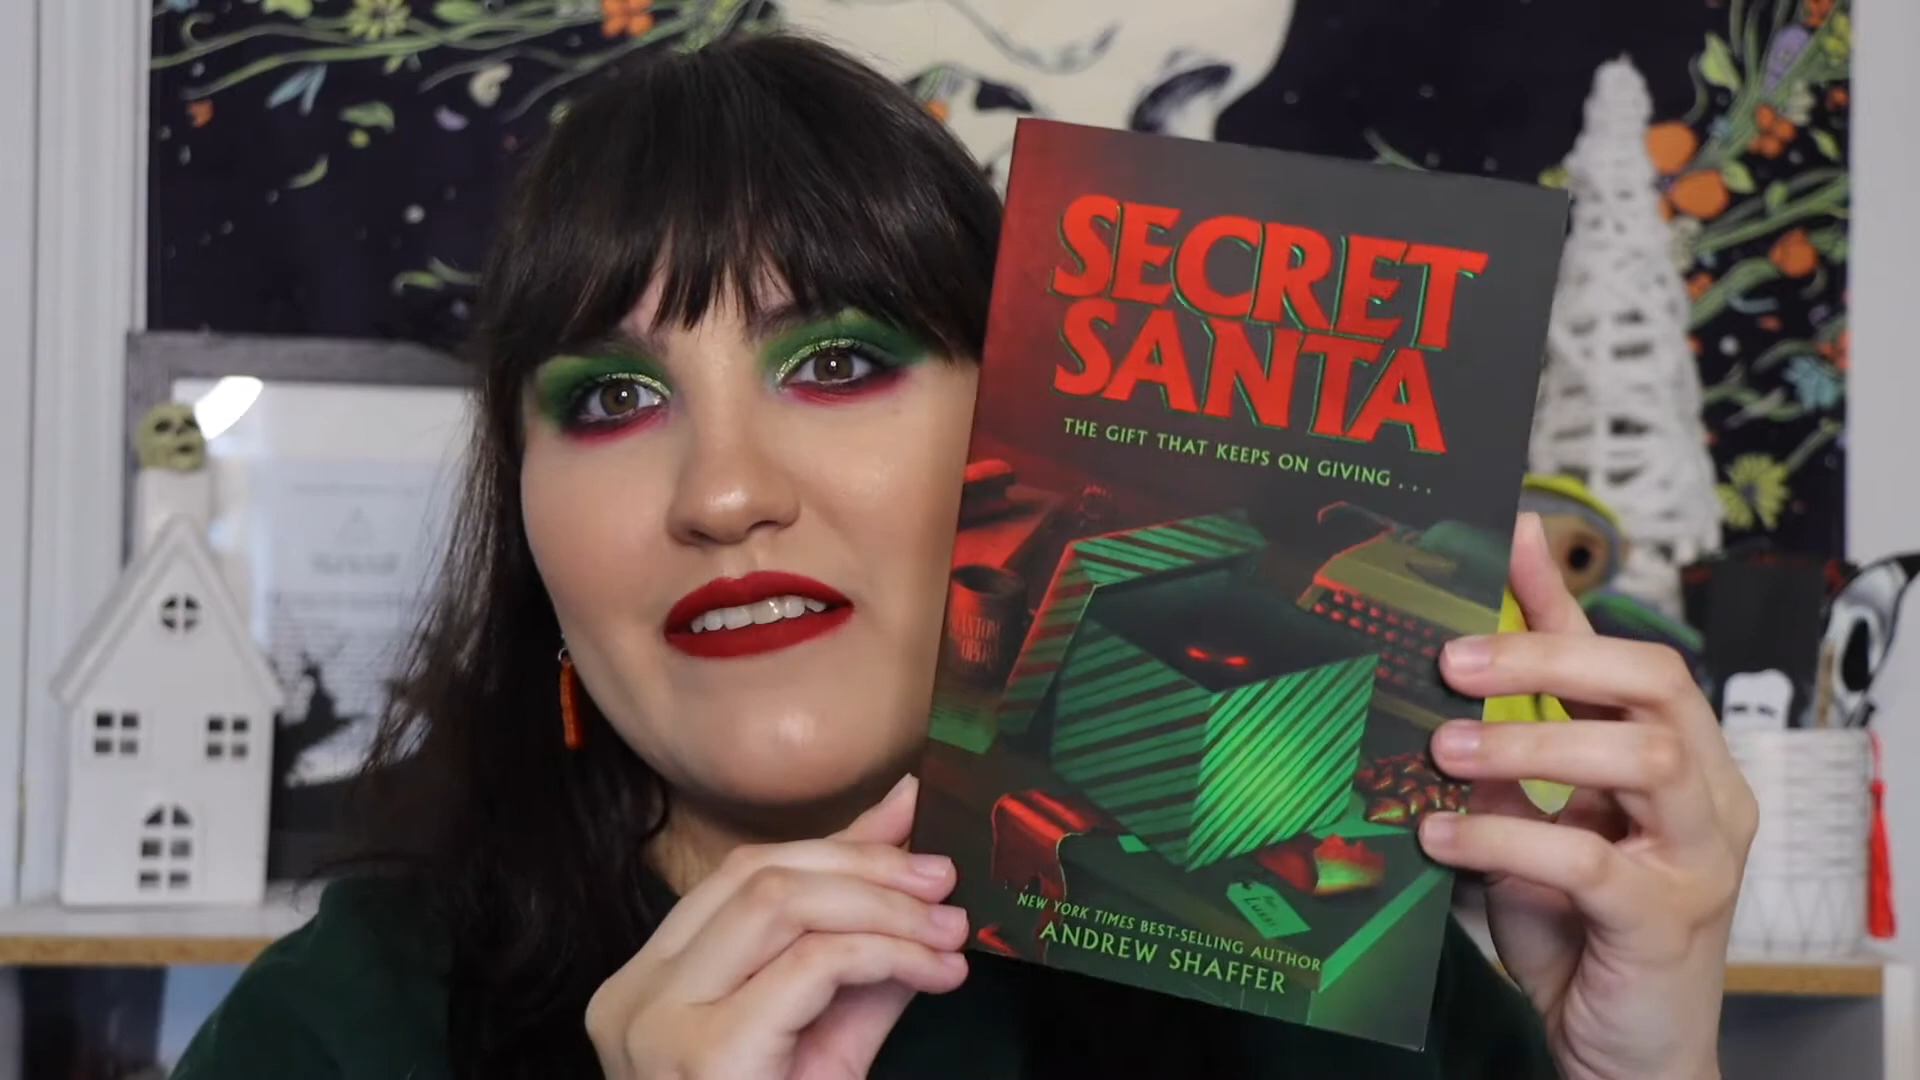 SECRET
SANTA
THE GIFT THAT KEEPS ON GIVING . . .
NEW YORK TIMES BEST-SELLING AUTHOR
ANDREW SHAFFER